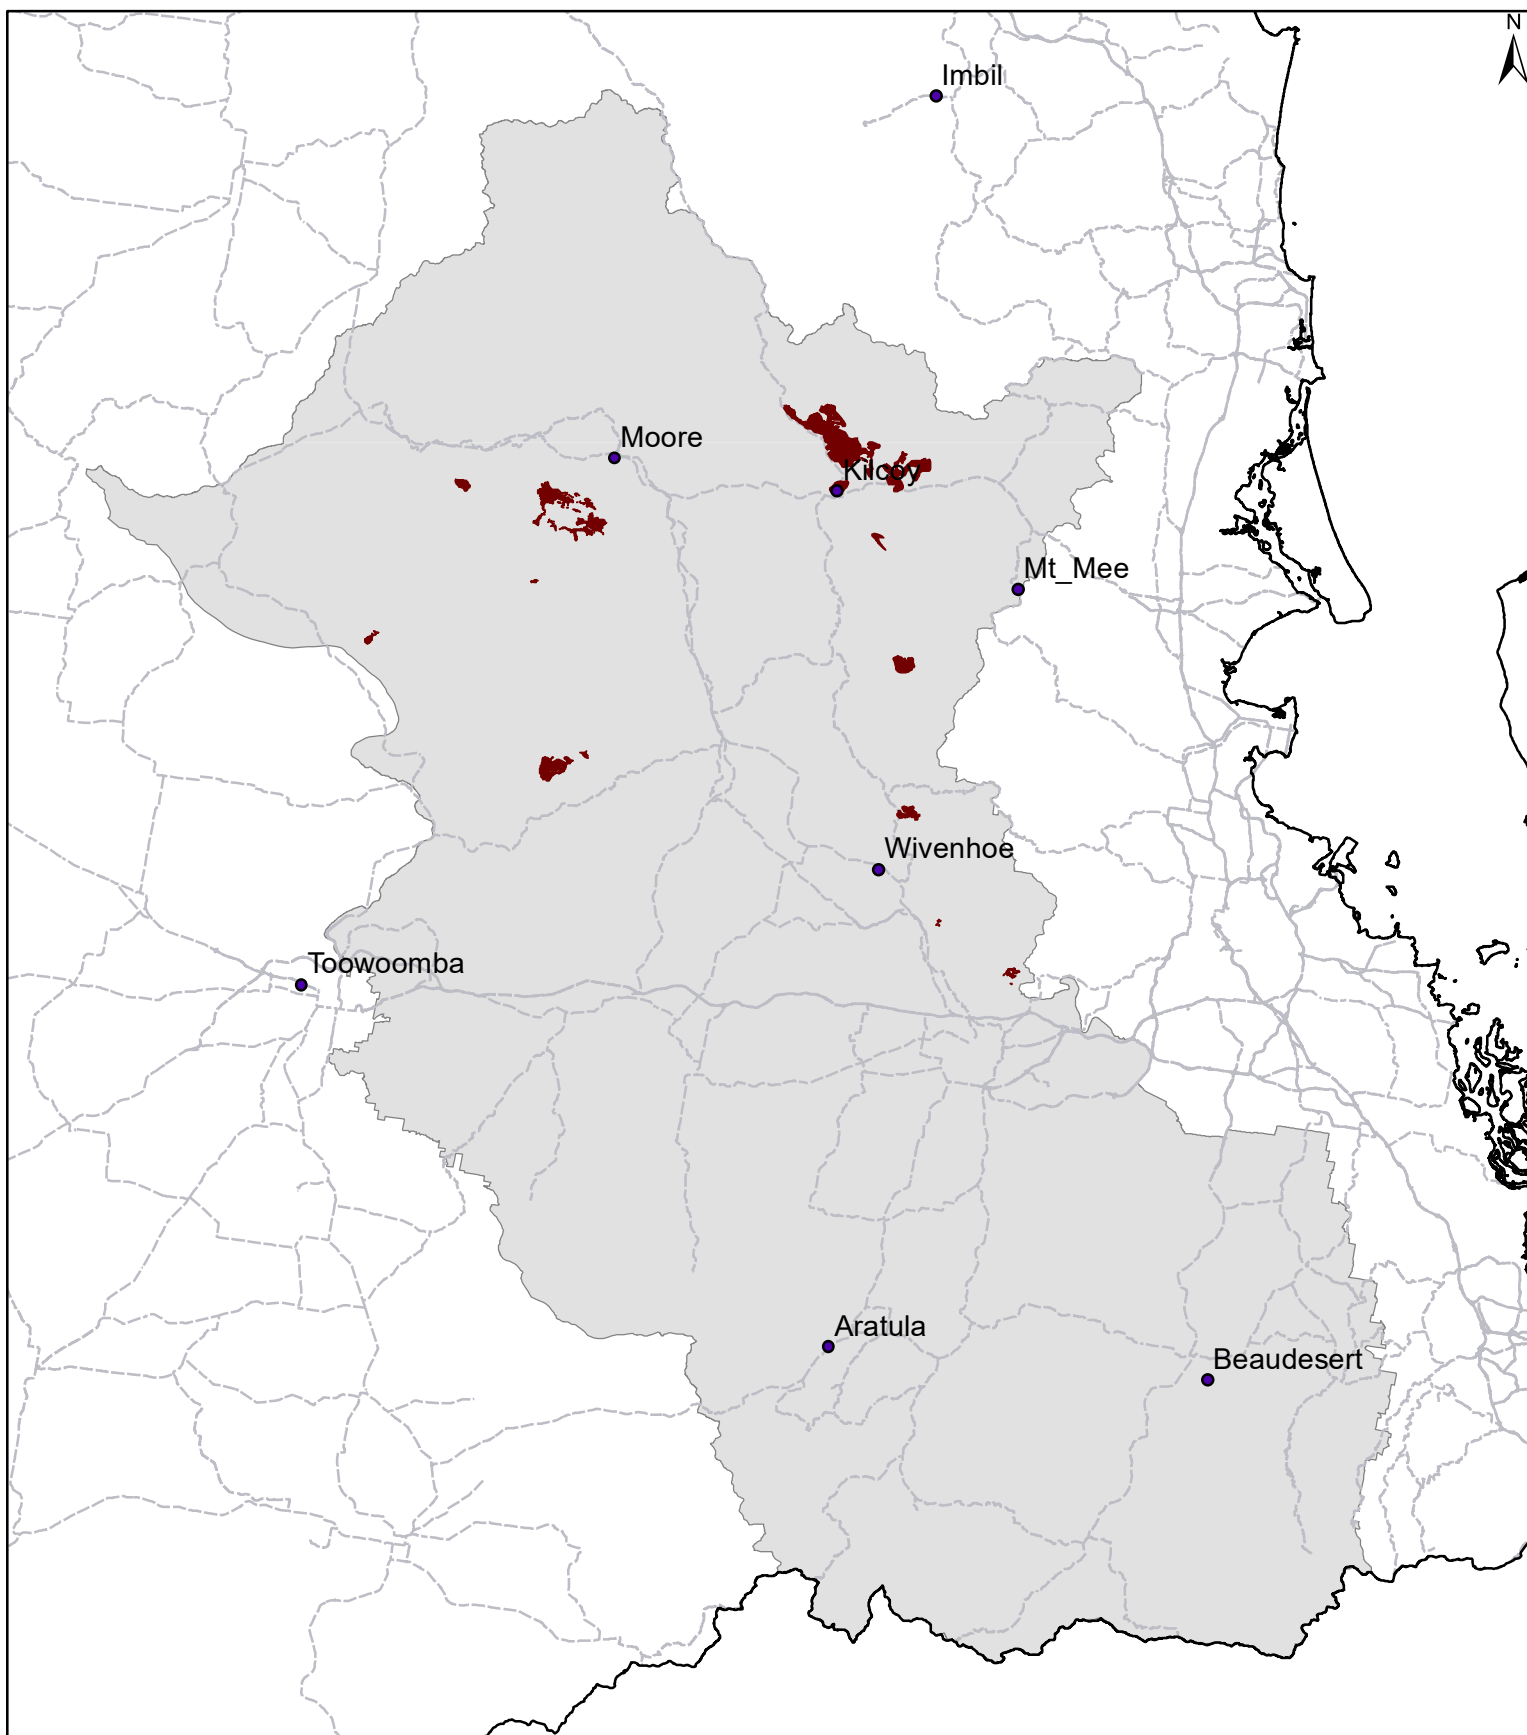 N
Imbil
Moore
Kilcoy
Mt_Mee
Wivenhoe
Toowoomba
Aratula
Beaudesert